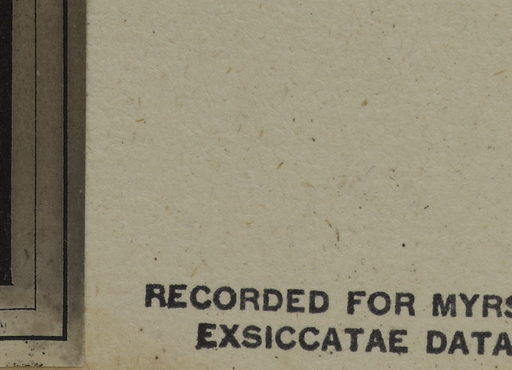 RECORDED FOR MYRS
EXSICCATAE DATA